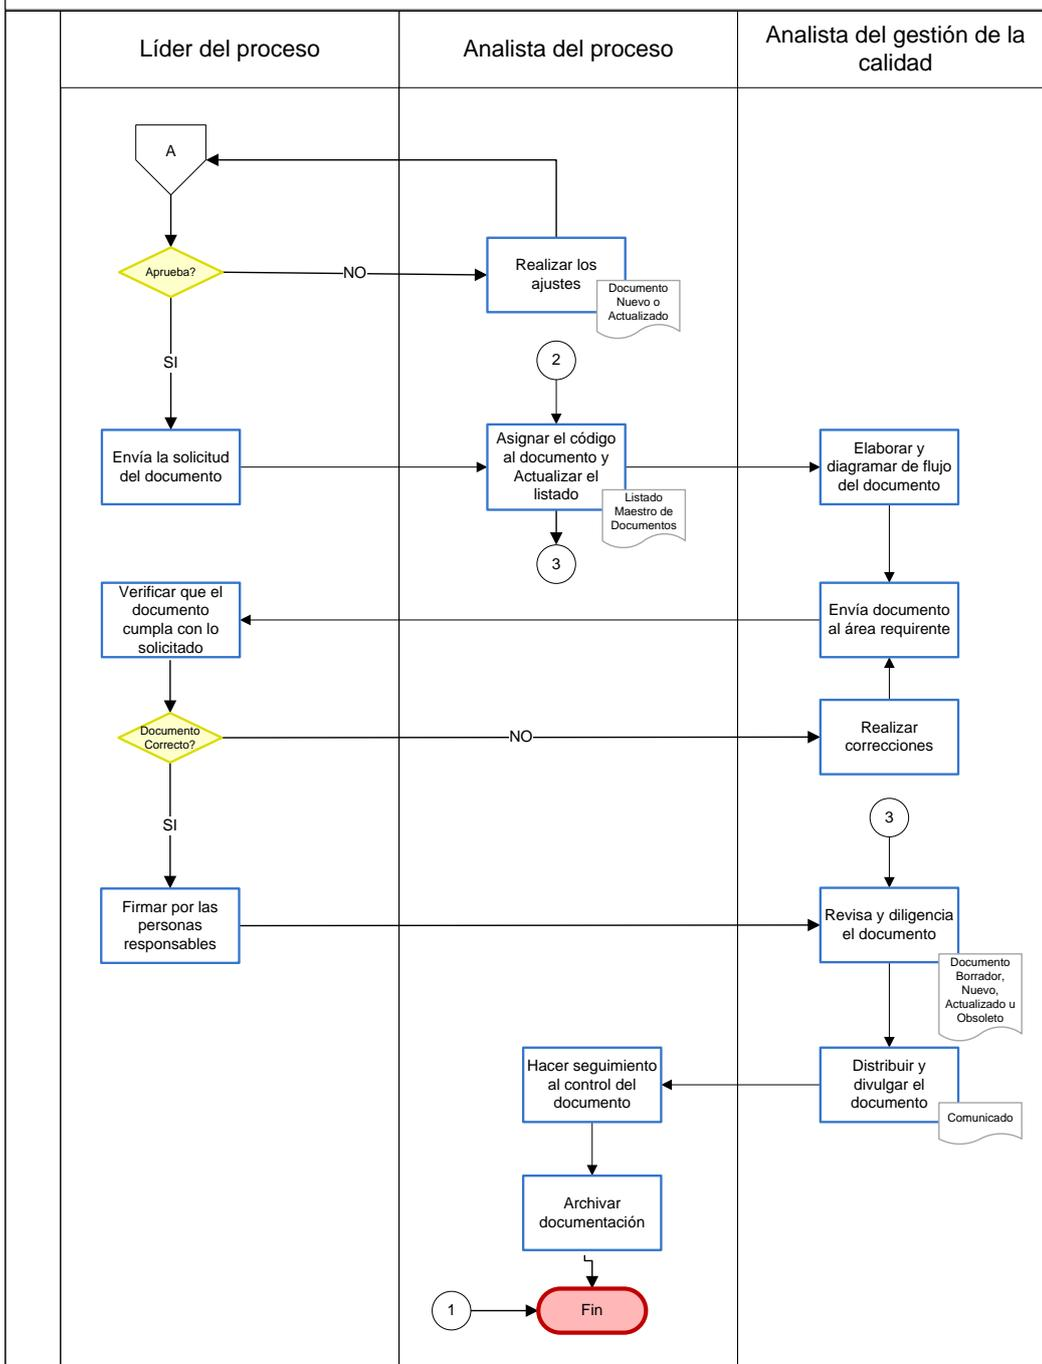 Líder del proceso
Analista del proceso
Analista del gestión de la
calidad
A
Aprueba?
NO
Realizar los
ajustes
Documento
Nuevo o
Actualizado
SI
2
Envía la solicitud
del documento
Asignar el código
al documento y
Actualizar el
listado
Listado
Maestro de
Documentos
Elaborar y
diagramar de flujo
del documento
3
Verificar que el
documento
cumpla con lo
solicitado
Envía documento
al área requirente
Documento
Correcto?
NO
Realizar
correcciones
SI
3
Firmar por las
personas
responsables
Revisa y diligencia
el documento
Documento
Borrador,
Nuevo,
Actualizado u
Obsoleto
Hacer seguimiento
al control del
documento
Distribuir y
divulgar el
documento
Comunicado
Archivar
documentación
1
Fin